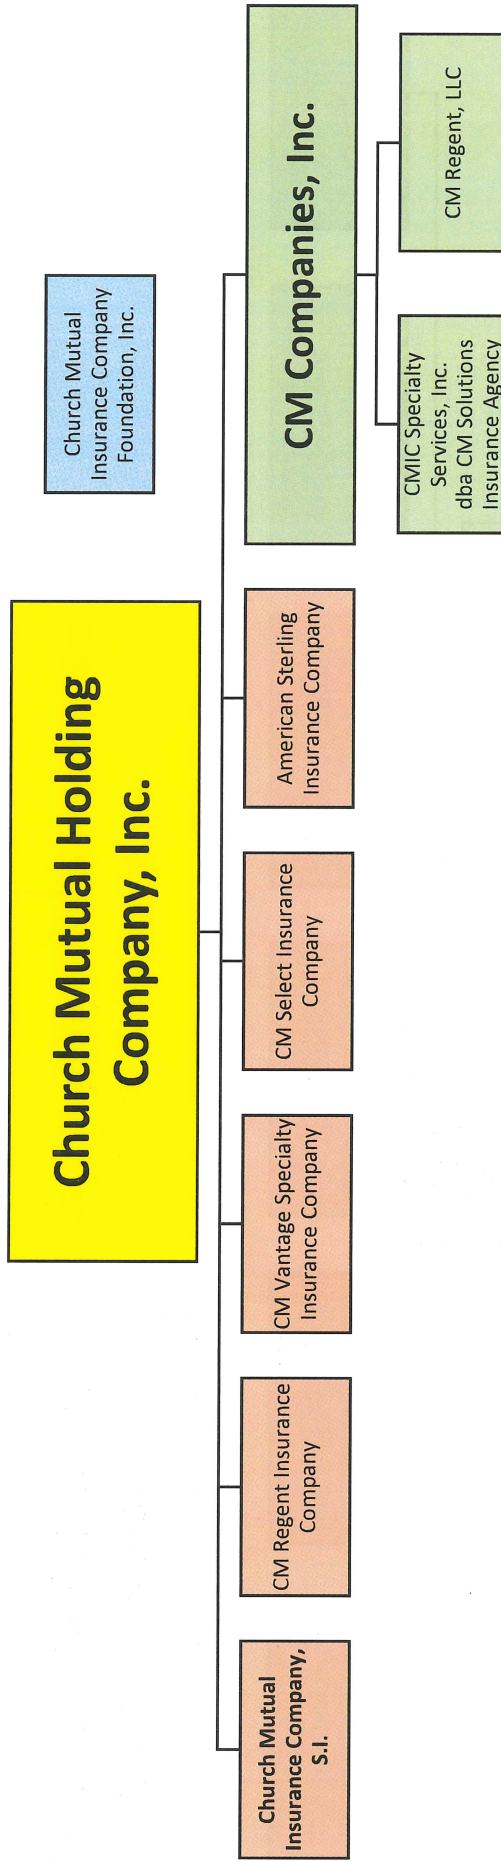 Church Mutual Holding
Company, Inc.
Church Mutual
Insurance Company
Foundation, Inc.
Church Mutual
Insurance Company,
S.I.
CM Regent Insurance
Company
CM Vantage Specialty
Insurance Company
CM Select Insurance
Company
American Sterling
Insurance Company
CM Companies, Inc.
CMIC Specialty
Services, Inc.
dba CM Solutions
Insurance Agency
CM Regent, LLC